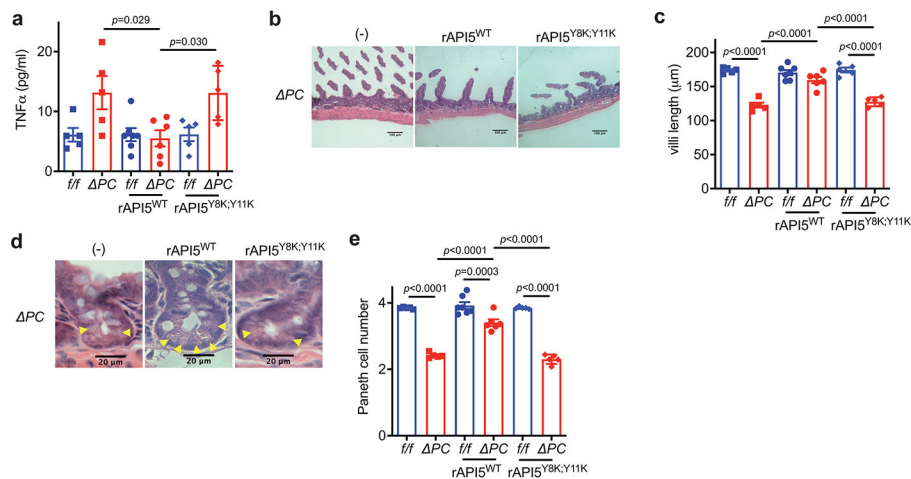 a
p=0.029
p=0.030
TNFα (pg/ml)
20
10
0
f/f ΔPC f/f ΔPC f/f ΔPC
rAPI5WT rAPI5Y8K;Y11K
b
(-) rAPI5WT rAPI5Y8K;Y11K
ΔPC
c
p<0.0001
p<0.0001
p<0.0001
p<0.0001
villi length (μm)
200
150
100
50
0
f/f ΔPC f/f ΔPC f/f ΔPC
rAPI5WT
rAPI5Y8K;Y11K
d
(-) rAPI5WT rAPI5Y8K;Y11K
ΔPC
20 μm 20 μm 20 μm
e
p<0.0001
p<0.0001
p<0.0001 p=0.0003 p<0.0001
Paneth cell number
4
2
0
f/f ΔPC f/f ΔPC f/f ΔPC
rAPI5WT rAPI5Y8K;Y11K